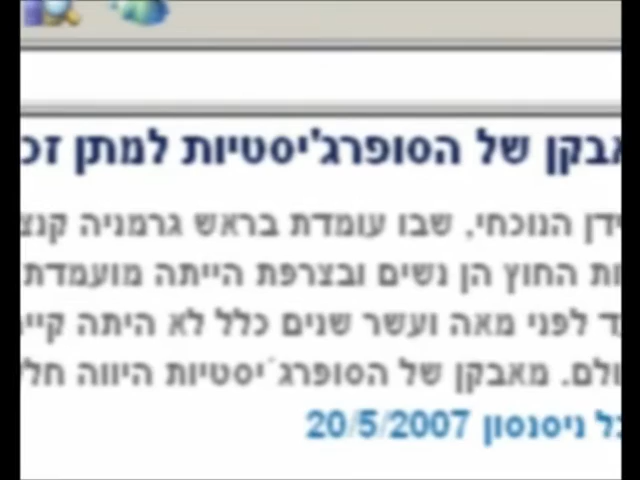 אבקן של הסופרג'יסטיות למתן זכ
ידן הנוכחי, שבו עומדת בראש גרמניה קנצ
ות החוץ הן נשים ובצרפת הייתה מועמדת
ד לפני מאה ועשר שנים כלל לא היתה קיי
ולם. מאבקן של הסופרג´יסטיות היווה חל
ל ניסנסון 20/5/2007